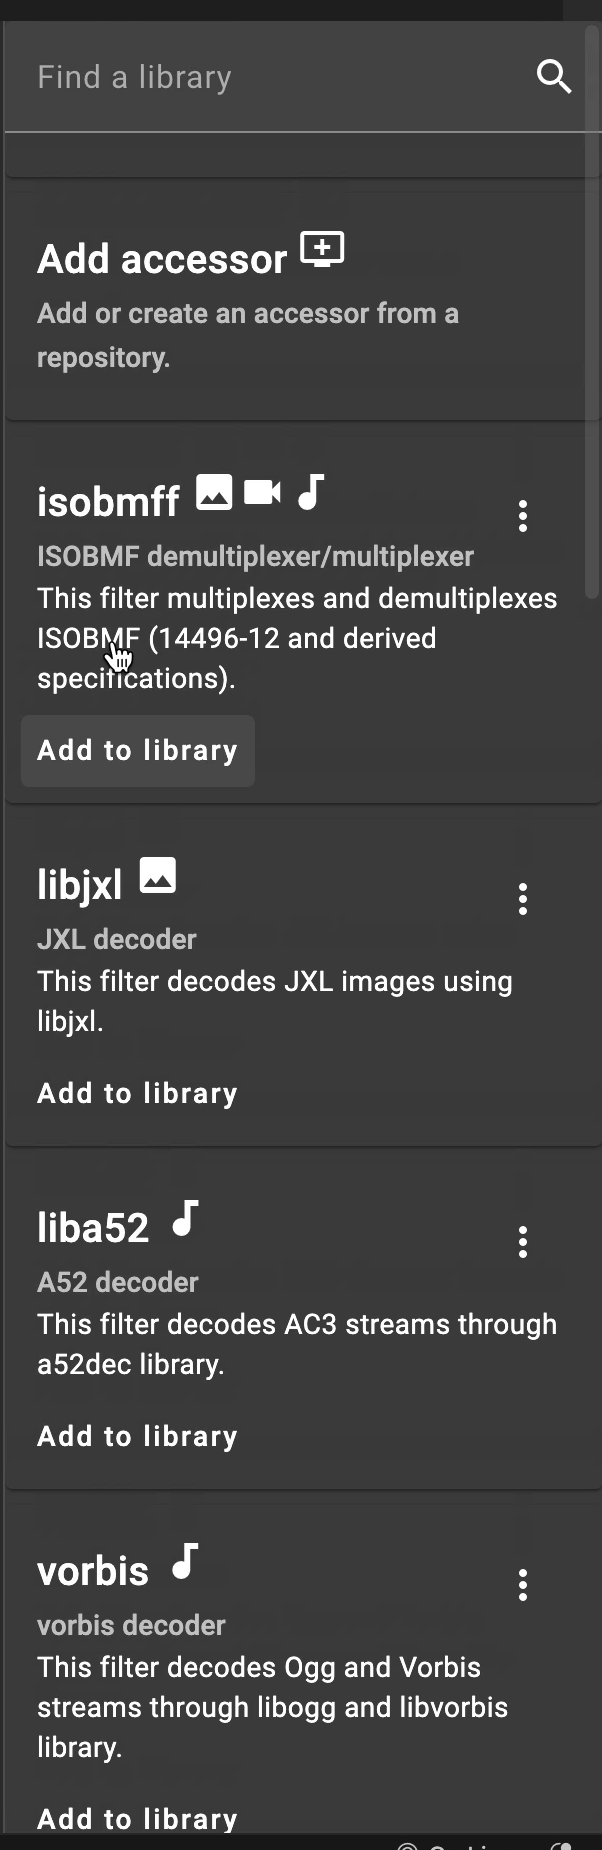 Find a library
Add accessor
Add or create an accessor from a
repository.
isobmff
ISOBMF demultiplexer/multiplexer
This filter multiplexes and demultiplexes
ISOBMF (14496-12 and derived
specifications).
Add to library
libjxl
JXL decoder
This filter decodes JXL images using
libjxl.
Add to library
liba52
A52 decoder
This filter decodes AC3 streams through
a52dec library.
Add to library
vorbis
vorbis decoder
This filter decodes Ogg and Vorbis
streams through libogg and libvorbis
library.
Add to library